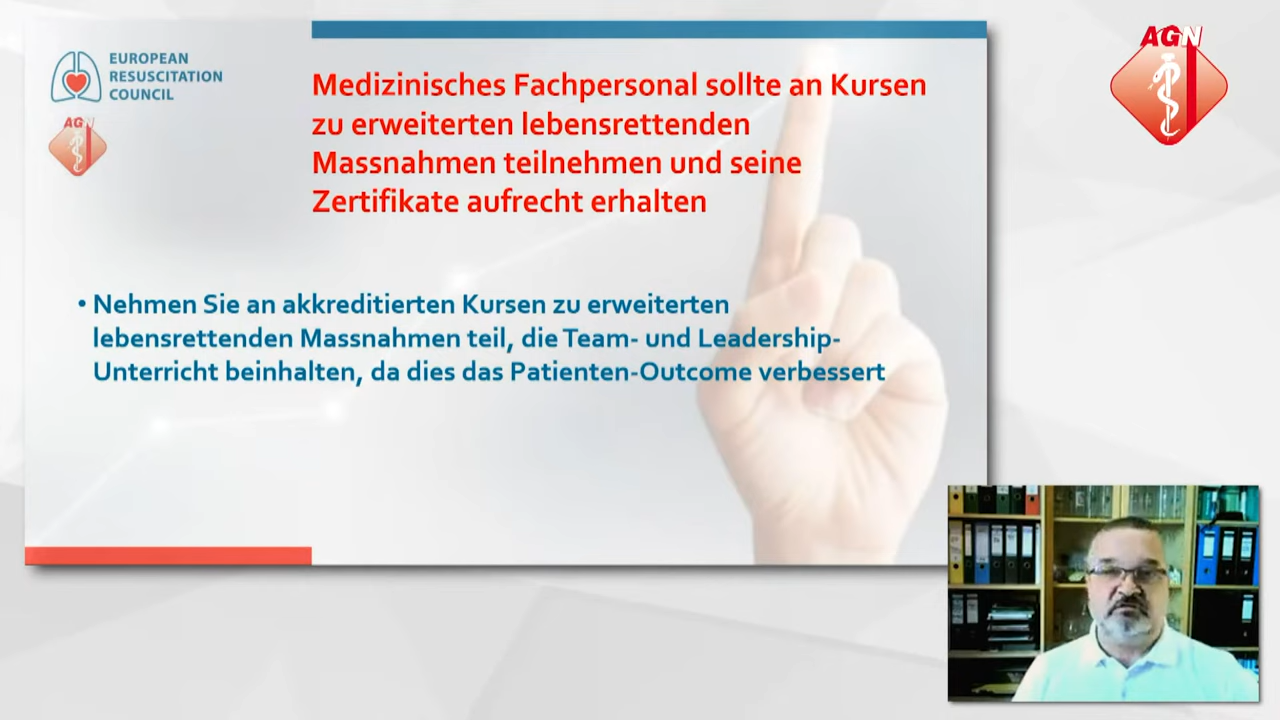 EUROPEAN
RESUSCITATION
COUNCIL
AGN
Medizinisches Fachpersonal sollte an Kursen
zu erweiterten lebensrettenden
Massnahmen teilnehmen und seine
Zertifikate aufrecht erhalten
• Nehmen Sie an akkreditierten Kursen zu erweiterten
lebensrettenden Massnahmen teil, die Team- und Leadership-
Unterricht beinhalten, da dies das Patienten-Outcome verbessert
AGN